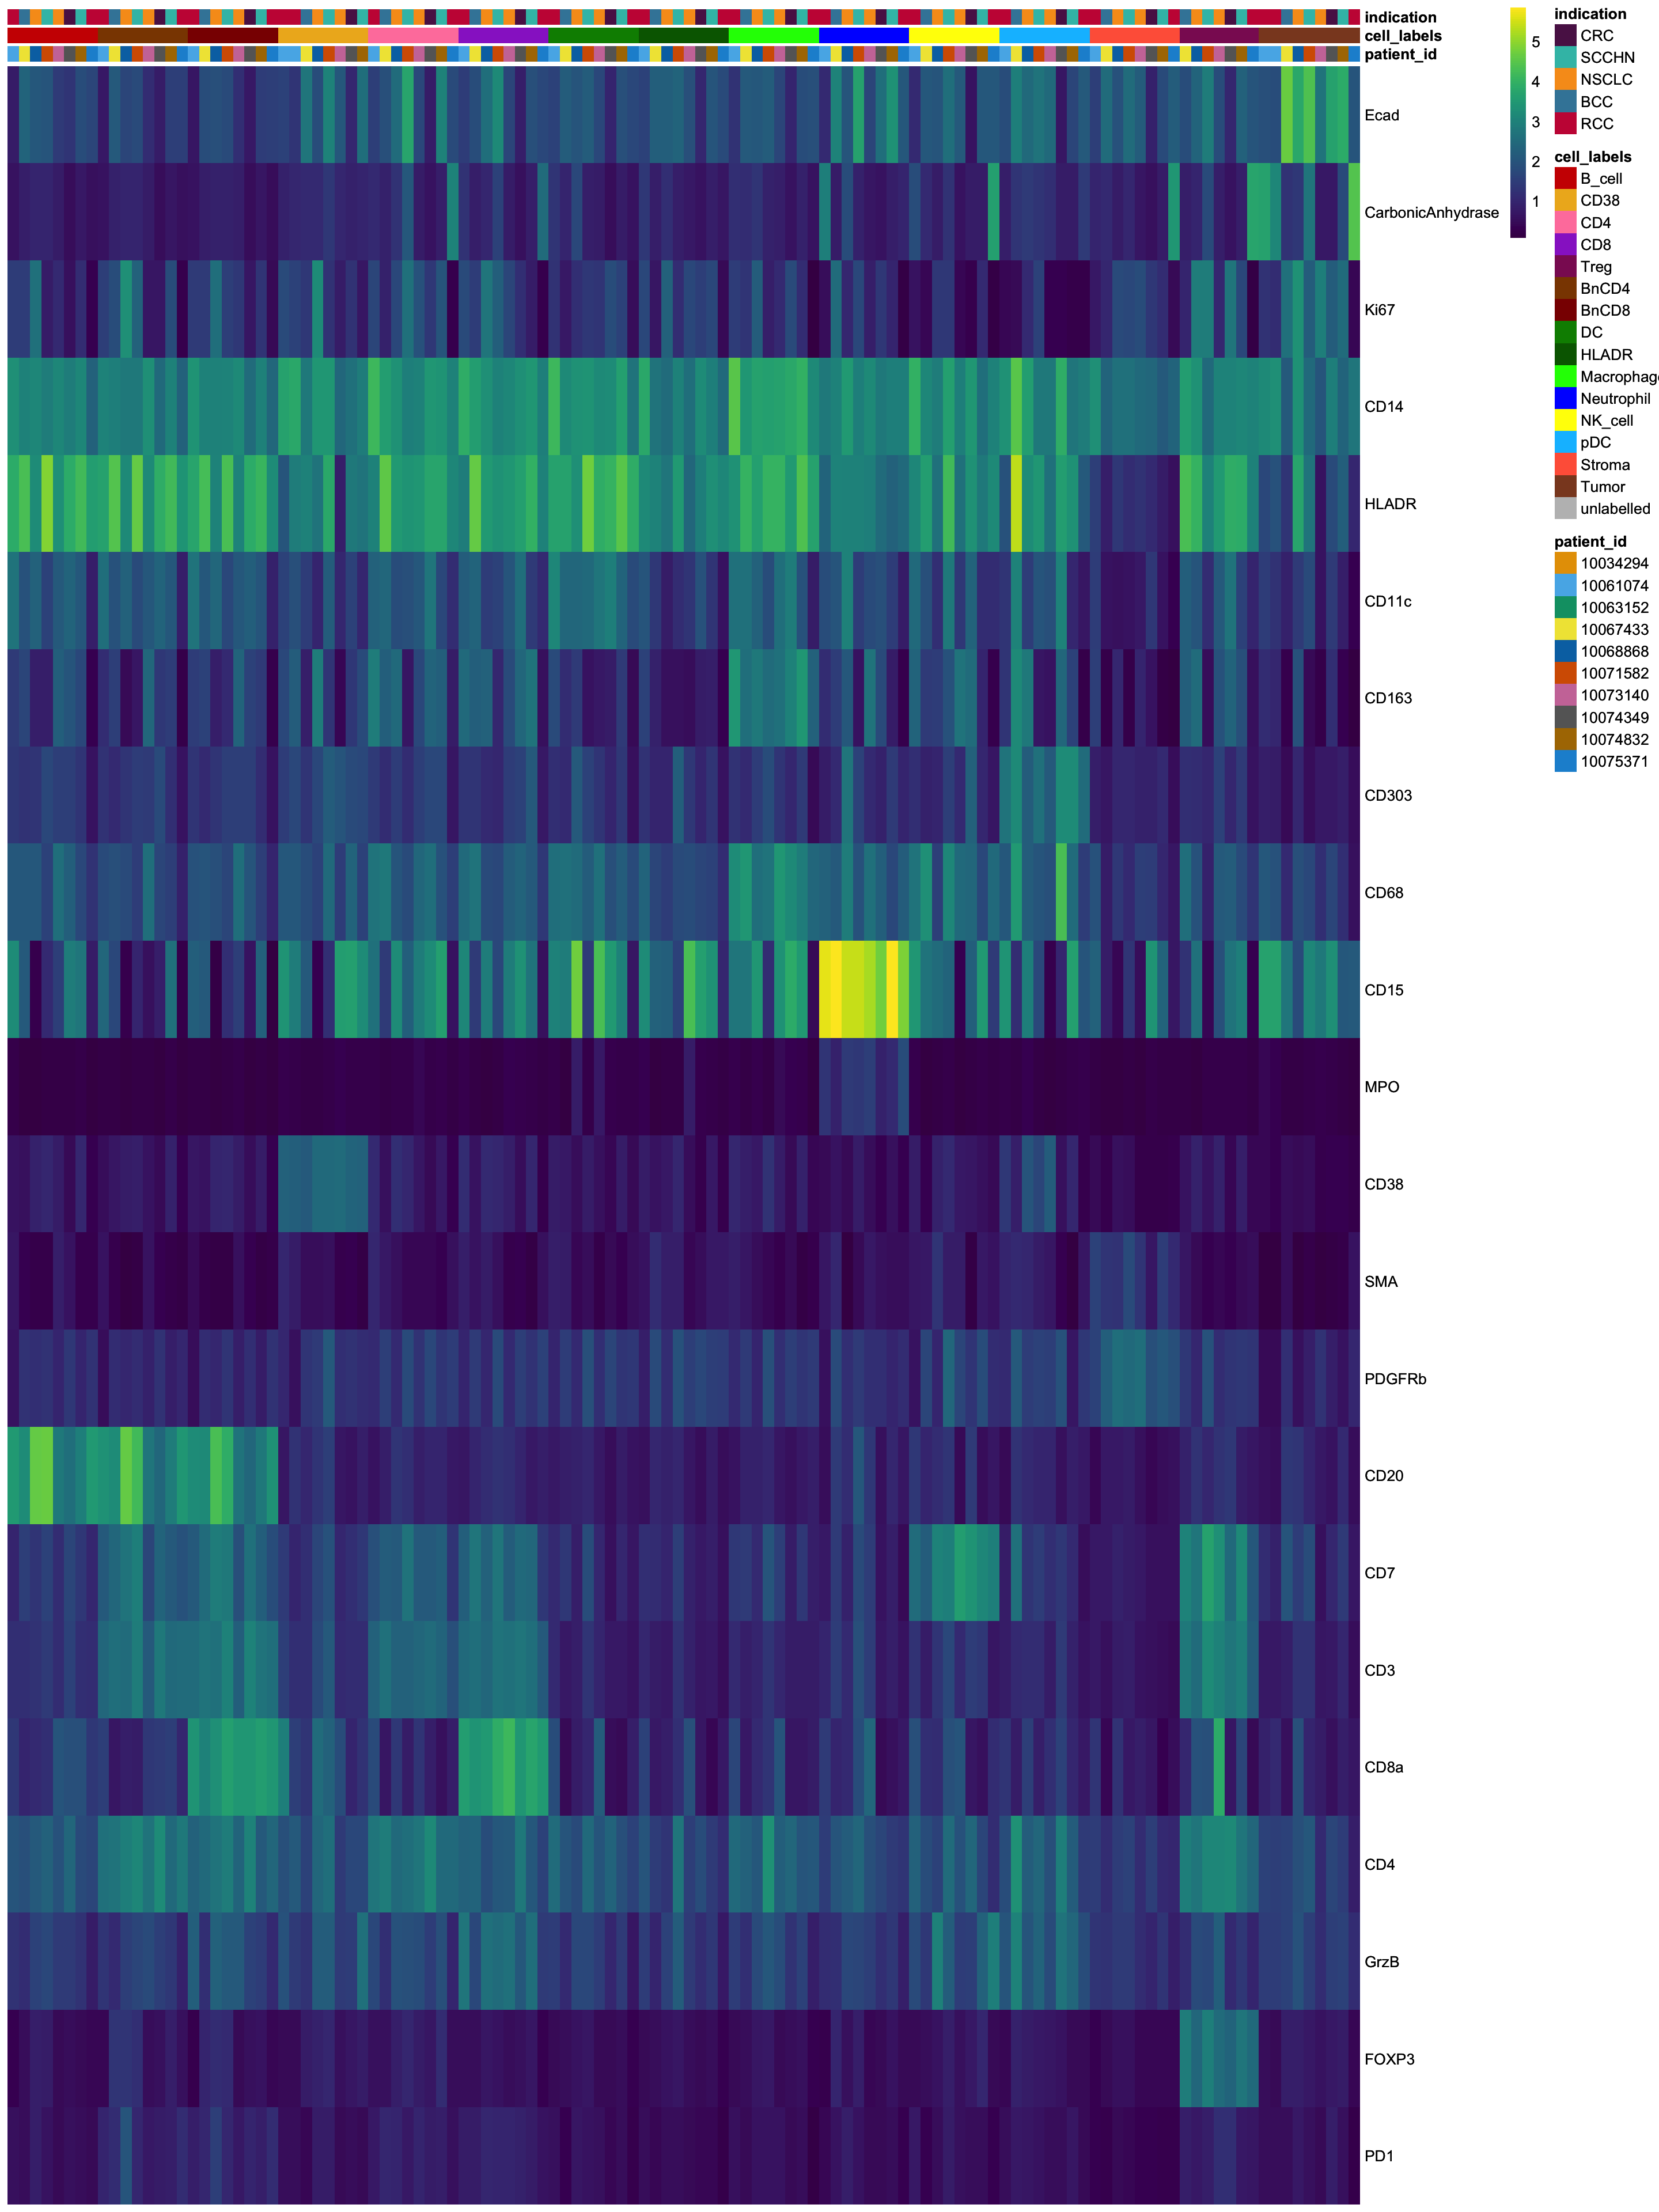 indication
cell_labels
patient_id
Ecad
CarbonicAnhydrase
Ki67
CD14
HLADR
CD11c
CD163
CD303
CD68
CD15
MPO
CD38
SMA
PDGFRb
CD20
CD7
CD3
CD8a
CD4
GrzB
FOXP3
PD1
5
4
3
2
1
indication
CRC
SCCHN
NSCLC
BCC
RCC
cell_labels
B_cell
CD38
CD4
CD8
Treg
BnCD4
BnCD8
DC
HLADR
Macrophag
Neutrophil
NK_cell
pDC
Stroma
Tumor
unlabelled
patient_id
10034294
10061074
10063152
10067433
10068868
10071582
10073140
10074349
10074832
10075371